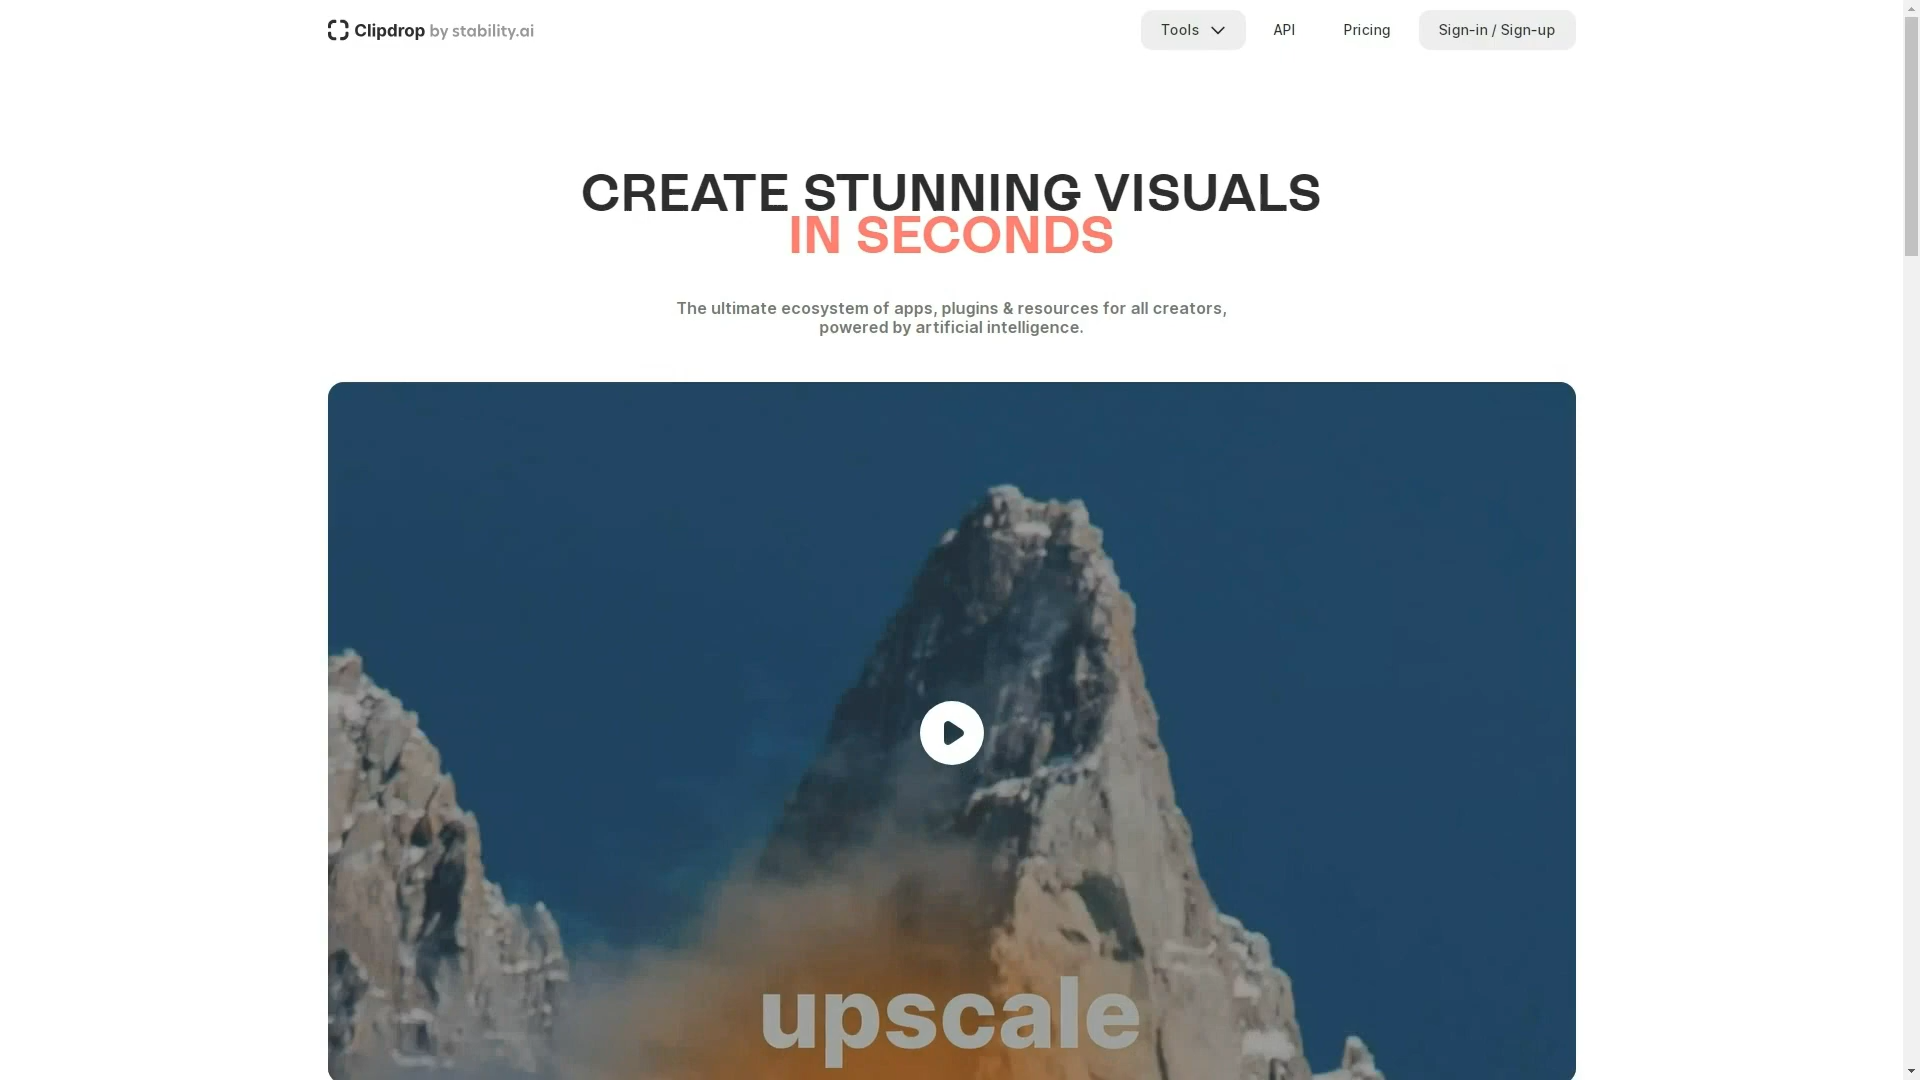 Clipdrop by stability.ai
Tools
API
Pricing
Sign-in / Sign-up
CREATE STUNNING VISUALS
IN SECONDS
The ultimate ecosystem of apps, plugins & resources for all creators,
powered by artificial intelligence.
upscale